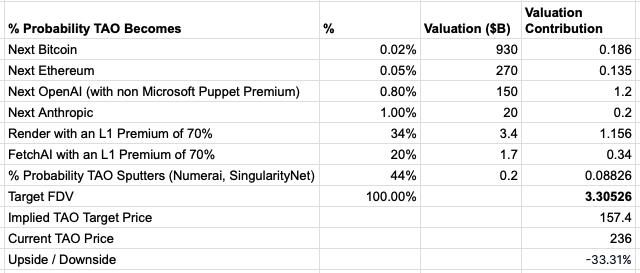 % Probability TAO Becomes % Valuation ($B) Valuation Contribution
Next Bitcoin 0.02% 930 0.186
Next Ethereum 0.05% 270 0.135
Next OpenAI (with non Microsoft Puppet Premium) 0.80% 150 1.2
Next Anthropic 1.00% 20 0.2
Render with an L1 Premium of 70% 34% 3.4 1.156
FetchAI with an L1 Premium of 70% 20% 1.7 0.34
% Probability TAO Sputters (Numerai, SingularityNet) 44% 0.2 0.08826
Target FDV 100.00% 3.30526
Implied TAO Target Price 157.4
Current TAO Price 236
Upside / Downside -33.31%